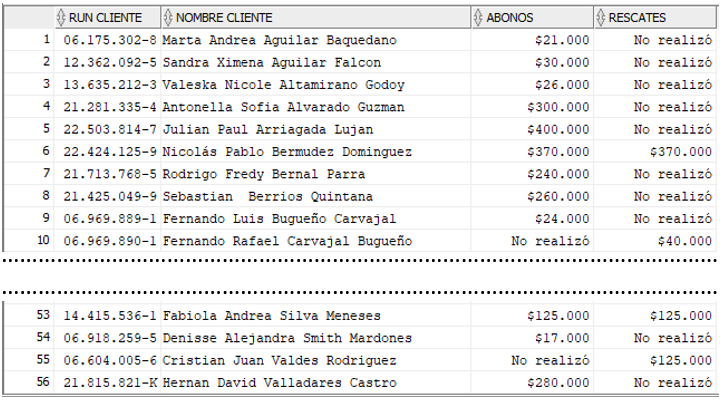 RUN CLIENTE NOMBRE CLIENTE ABONOS RESCATES
1 06.175.302-8 Marta Andrea Aguilar Baquedano $21.000 No realizó
2 12.362.092-5 Sandra Ximena Aguilar Falcon $30.000 No realizó
3 13.635.212-3 Valeska Nicole Altamirano Godoy $26.000 No realizó
4 21.281.335-4 Antonella Sofia Alvarado Guzman $300.000 No realizó
5 22.503.814-7 Julian Paul Arriagada Lujan $400.000 No realizó
6 22.424.125-9 Nicolás Pablo Bermudez Dominguez $370.000 $370.000
7 21.713.768-5 Rodrigo Fredy Bernal Parra $240.000 No realizó
8 21.425.049-9 Sebastian Berrios Quintana $260.000 No realizó
9 06.969.889-1 Fernando Luis Bugueño Carvajal $24.000 No realizó
10 06.969.890-1 Fernando Rafael Carvajal Bugueño No realizó $40.000
53 14.415.536-1 Fabiola Andrea Silva Meneses $125.000 $125.000
54 06.918.259-5 Denisse Alejandra Smith Mardones $17.000 No realizó
55 06.604.005-6 Cristian Juan Valdes Rodriguez No realizó $125.000
56 21.815.821-K Hernan David Valladares Castro $280.000 No realizó